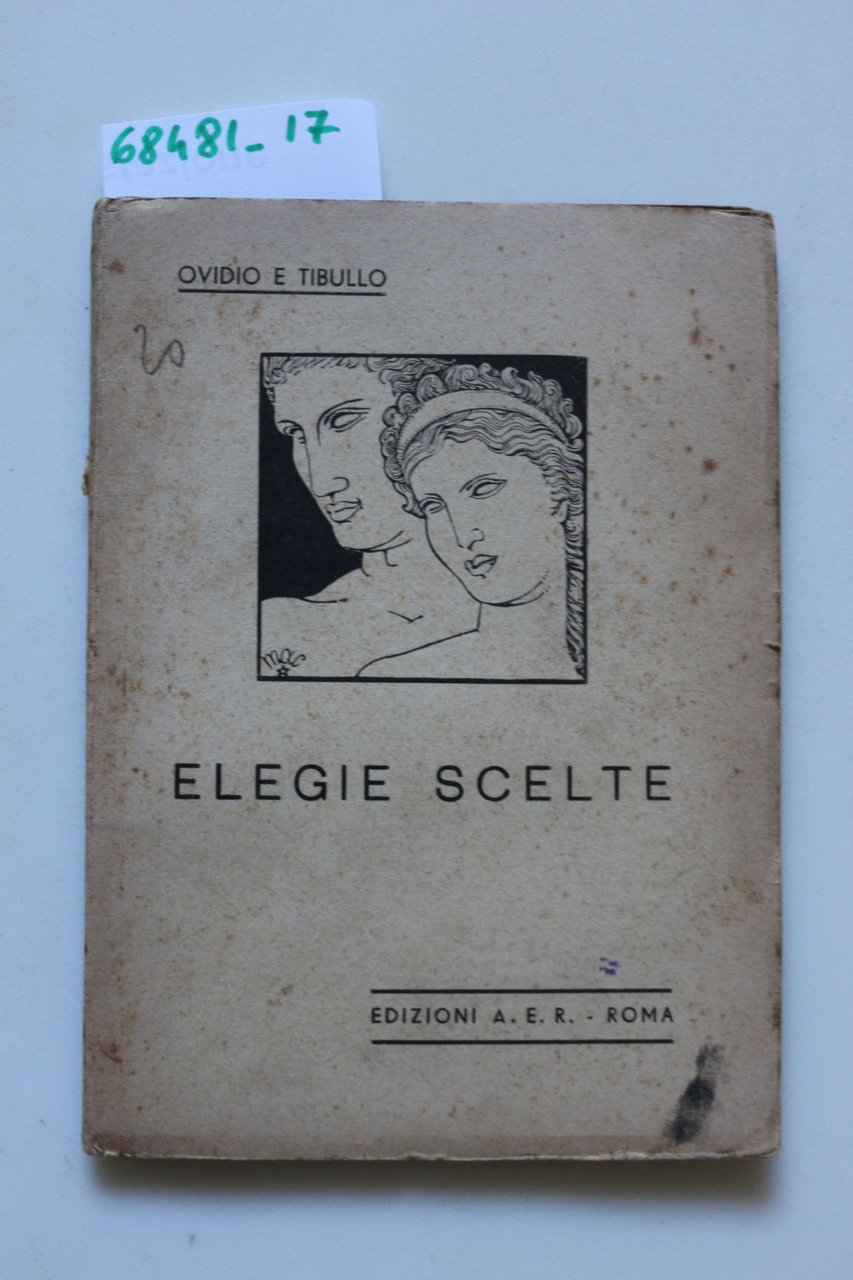 68481_17
OVIDIO E TIBULLO
20
ELEGIE SCELTE
EDIZIONI A. E. R. - ROMA